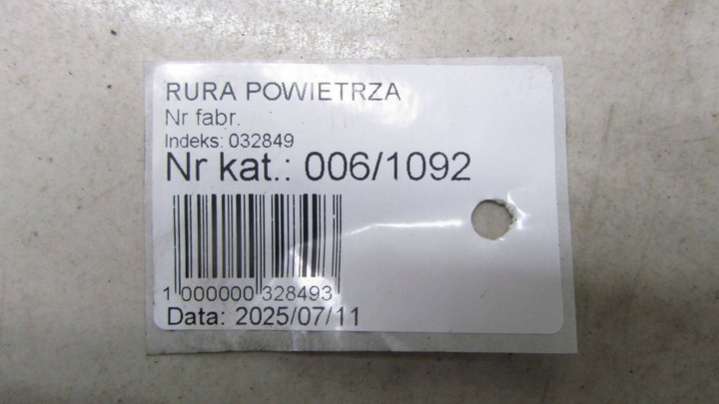 RURA POWIETRZA
Nr fabr.
Indeks: 032849
Nr kat.: 006/1092
1 000000 328493
Data: 2025/07/11